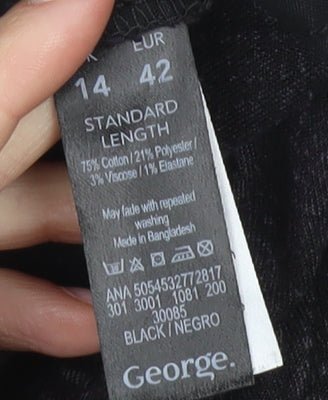 EUR
14 42
STANDARD
LENGTH
75% Cotton / 21% Polyester /
3% Viscose / 1% Elastane
May fade with repeated
washing
Made in Bangladesh
ANA 5054532772817
301 3001 1081 200
30085
BLACK / NEGRO
George.